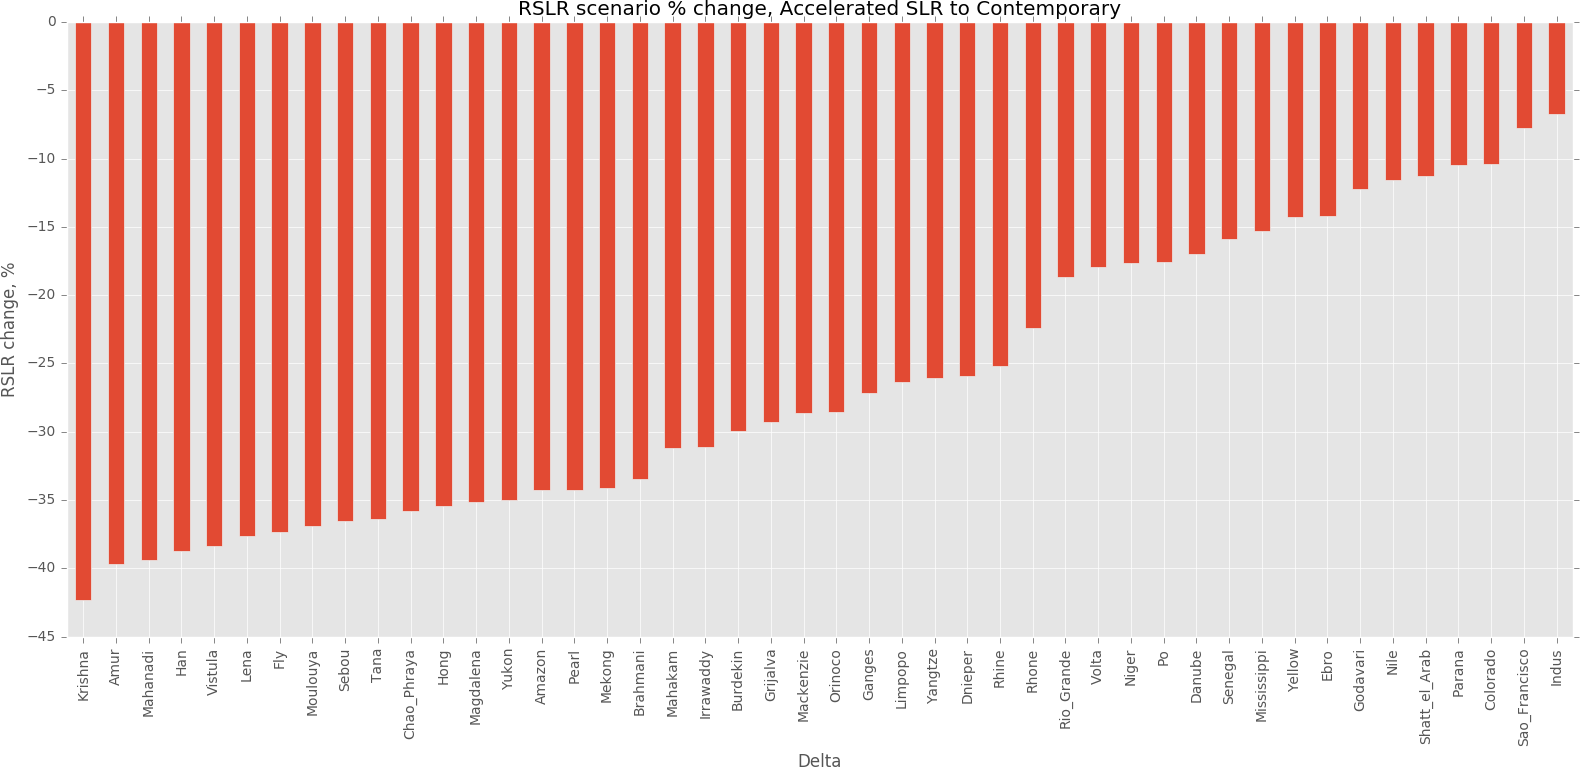 RSLR scenario % change, Accelerated SLR to Contemporary
RSLR change, %
0
−5
−10
−15
−20
−25
−30
−35
−40
−45
Krishna
Amur
Mahanadi
Han
Vistula
Lena
Fly
Moulouya
Sebou
Tana
Chao_Phraya
Hong
Magdalena
Yukon
Amazon
Pearl
Mekong
Brahmani
Mahakam
Irrawaddy
Burdekin
Grijalva
Mackenzie
Orinoco
Ganges
Limpopo
Yangtze
Dnieper
Rhine
Rhone
Rio_Grande
Volta
Niger
Po
Danube
Senegal
Mississippi
Yellow
Ebro
Godavari
Nile
Shatt_el_Arab
Parana
Colorado
Sao_Francisco
Indus
Delta